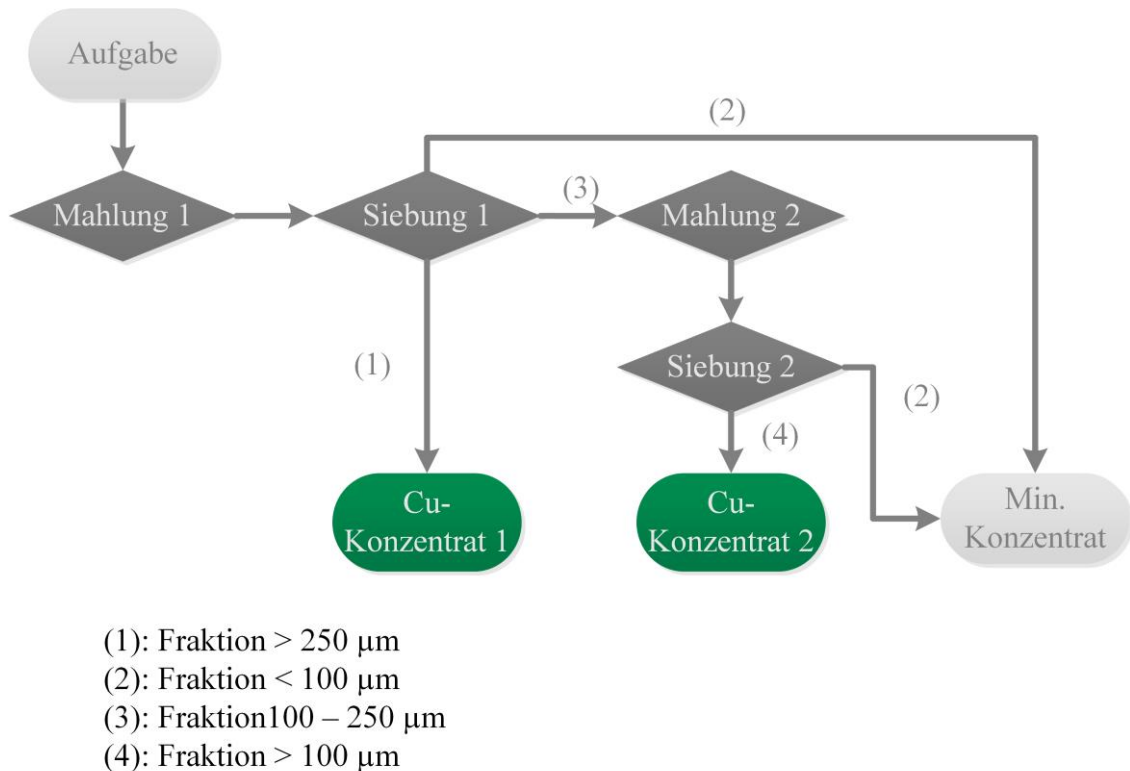 Aufgabe
(2)
Mahlung 1
Siebung 1
(3)
Mahlung 2
(1)
Siebung 2
(2)
(4)
Cu-
Konzentrat 1
Cu-
Konzentrat 2
Min.
Konzentrat
(1): Fraktion > 250 µm
(2): Fraktion < 100 µm
(3): Fraktion100 – 250 µm
(4): Fraktion > 100 µm